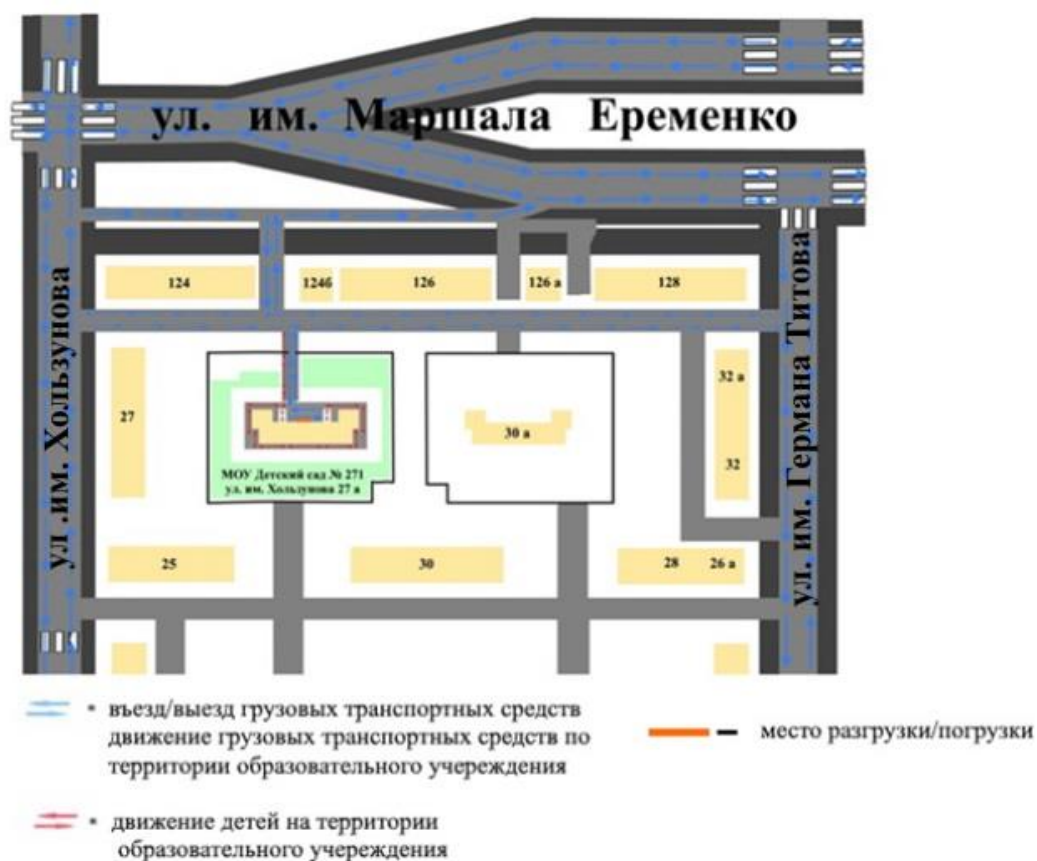 ул. им. Маршала Еременко
ул .им. Хользунова
ул. им. Германа Титова
124
124б
126
126 а
128
27
32 а
30 а
32
МОУ Детский сад № 271
ул. им. Хользунова 27 а
25
30
28
26 а
въезд/выезд грузовых транспортных средств
движение грузовых транспортных средств по
территории образовательного учереждения
место разгрузки/погрузки
движение детей на территории
образовательного учереждения